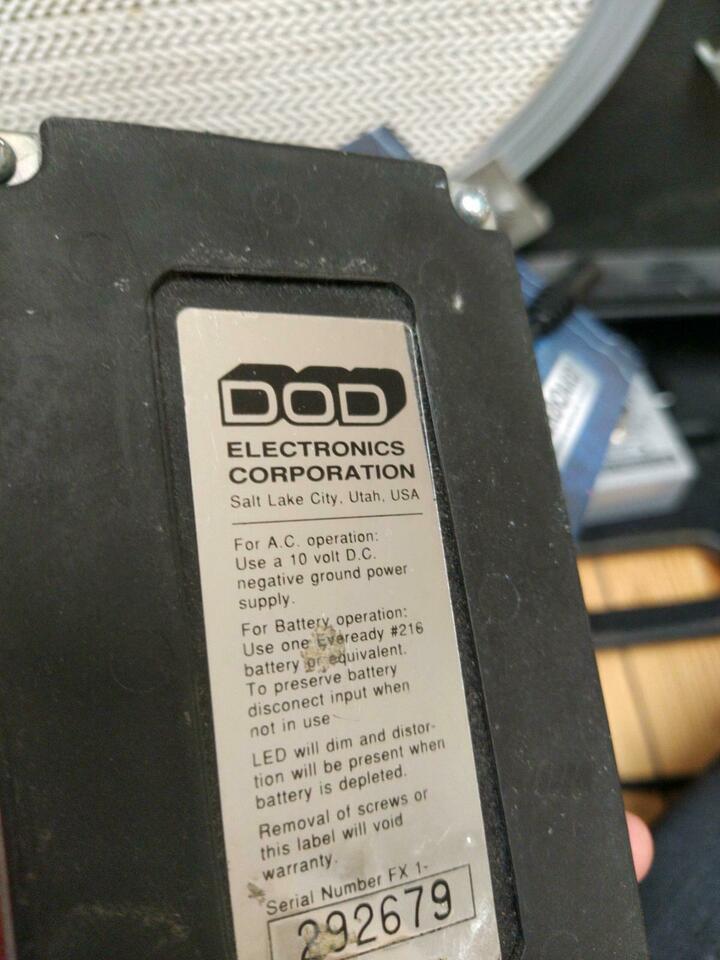 DOD
ELECTRONICS
CORPORATION
Salt Lake City, Utah, USA
For A.C. operation:
Use a 10 volt D.C.
negative ground power
supply.
For Battery operation:
Use one Eveready #216
battery or equivalent.
To preserve battery
disconect input when
not in use
LED will dim and distor-
tion will be present when
battery is depleted.
Removal of screws or
this label will void
warranty.
Serial Number FX 1-
292679